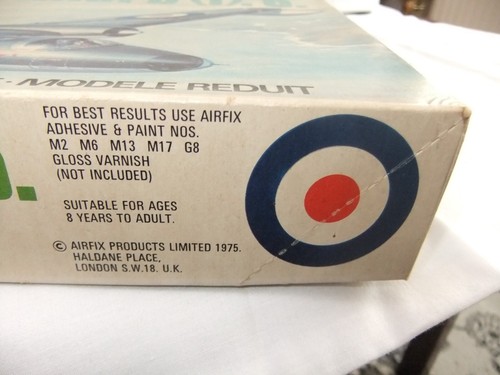 MODELE REDUIT
FOR BEST RESULTS USE AIRFIX
ADHESIVE & PAINT NOS.
M2 M6 M13 M17 G8
GLOSS VARNISH
(NOT INCLUDED)
SUITABLE FOR AGES
8 YEARS TO ADULT.
© AIRFIX PRODUCTS LIMITED 1975.
HALDANE PLACE,
LONDON S.W.18. U.K.